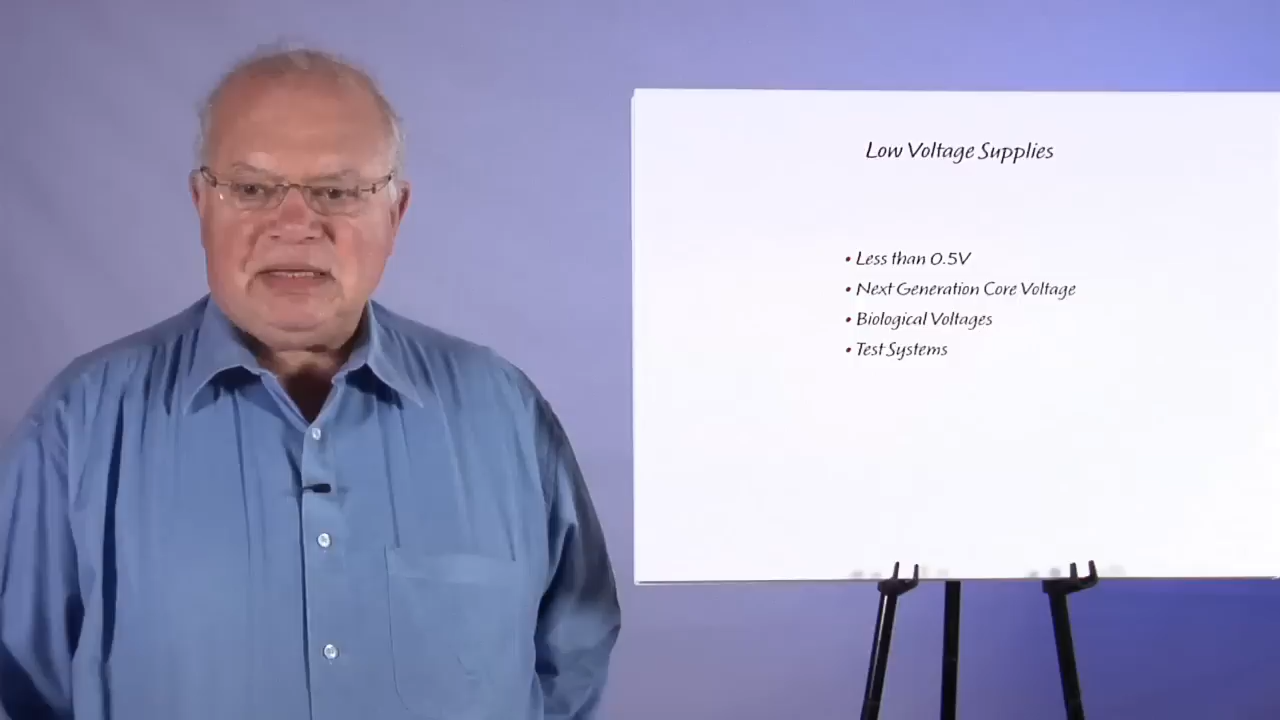 Low Voltage Supplies
• Less than 0.5V
• Next Generation Core Voltage
• Biological Voltages
• Test Systems